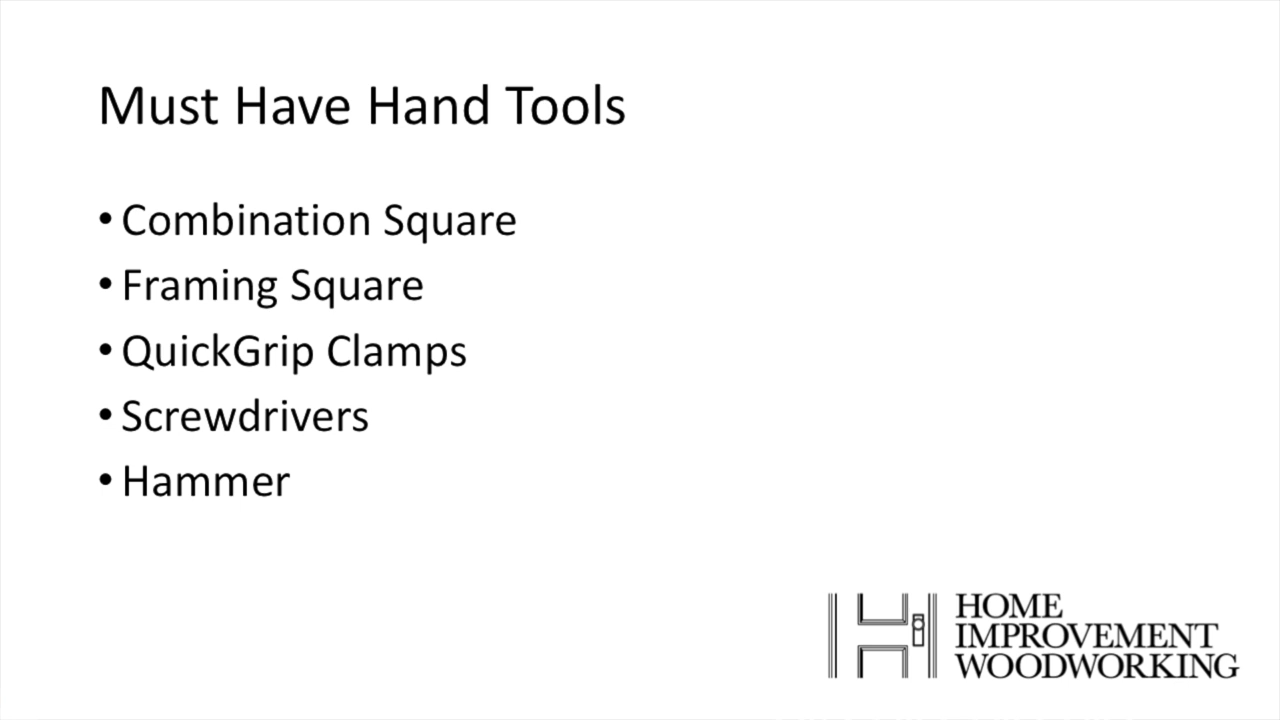 Must Have Hand Tools
• Combination Square
• Framing Square
• QuickGrip Clamps
• Screwdrivers
• Hammer
HOME
IMPROVEMENT
WOODWORKING